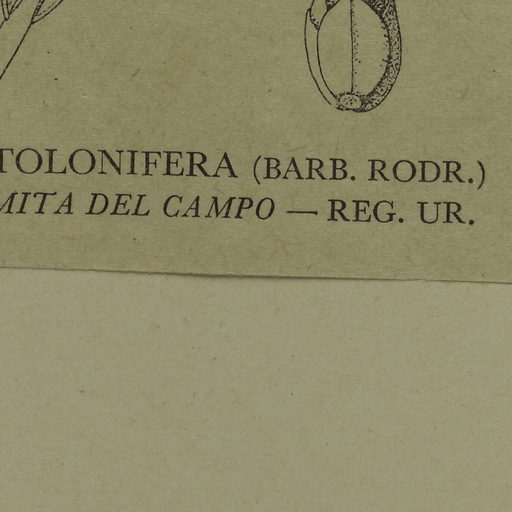 TOLONIFERA (BARB. RODR.)
MITA DEL CAMPO — REG. UR.